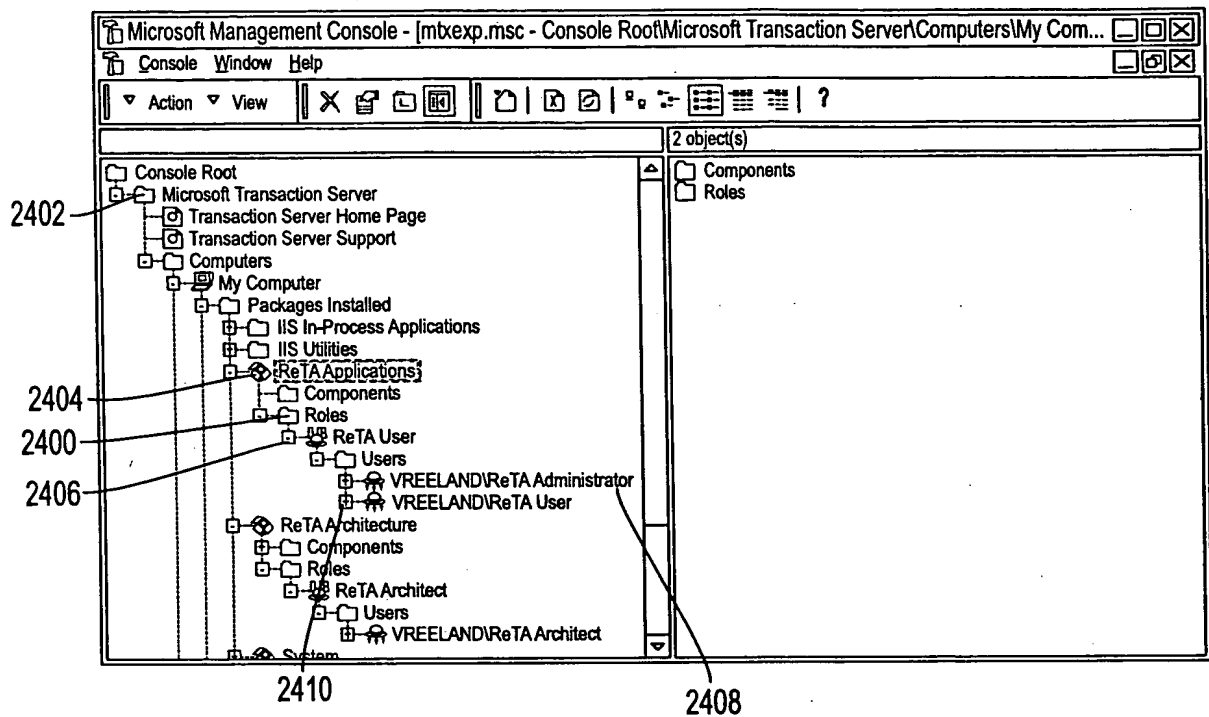 Microsoft Management Console - [mtxexp.msc - Console Root\Microsoft Transaction Server\Computers\My Com...
Console Window Help
Action View ?
2 object(s)
Console Root
Microsoft Transaction Server
Transaction Server Home Page
Transaction Server Support
Computers
My Computer
Packages Installed
IIS In-Process Applications
IIS Utilities
ReTA Applications
Components
Roles
ReTA User
Users
VREELAND\ReTA Administrator
VREELAND\ReTA User
ReTA Architecture
Components
Roles
ReTA Architect
Users
VREELAND\ReTA Architect
System
Components
Roles
2402
2404
2400
2406
2410
2408